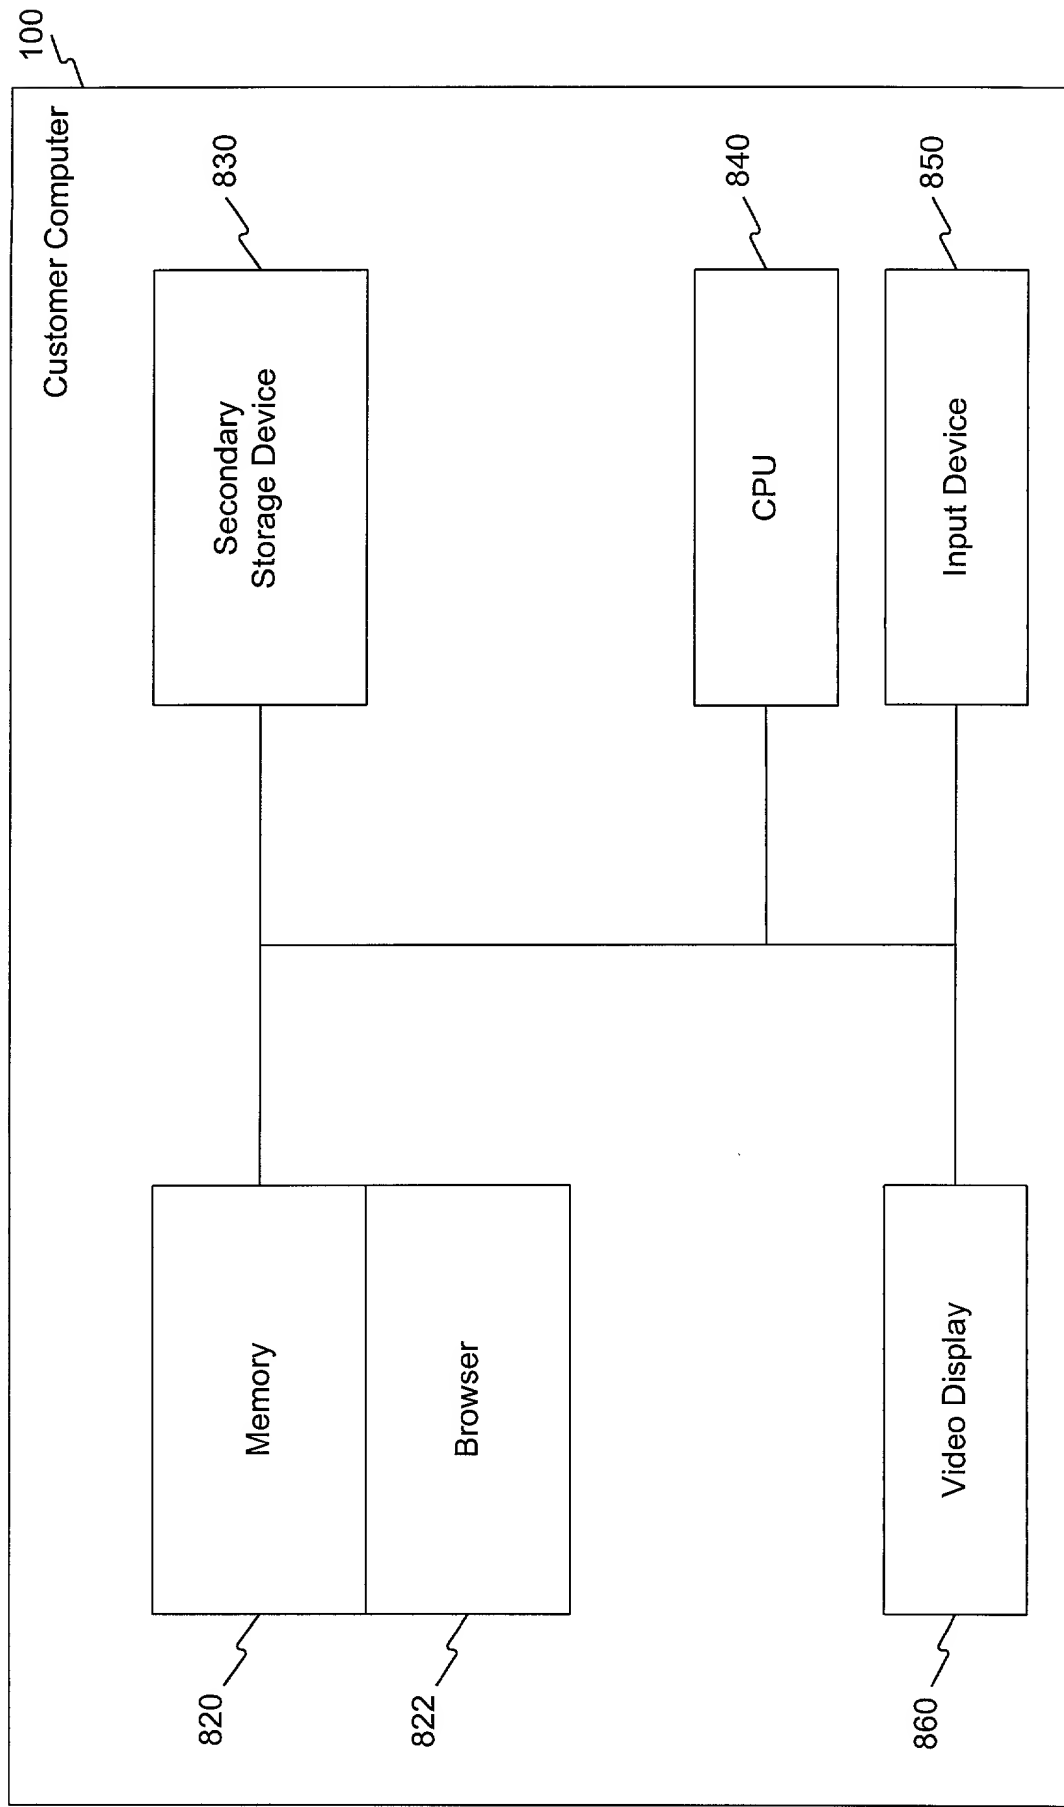 Customer Computer
100
820
Memory
Secondary
Storage Device
830
822
Browser
CPU
840
860
Video Display
Input Device
850